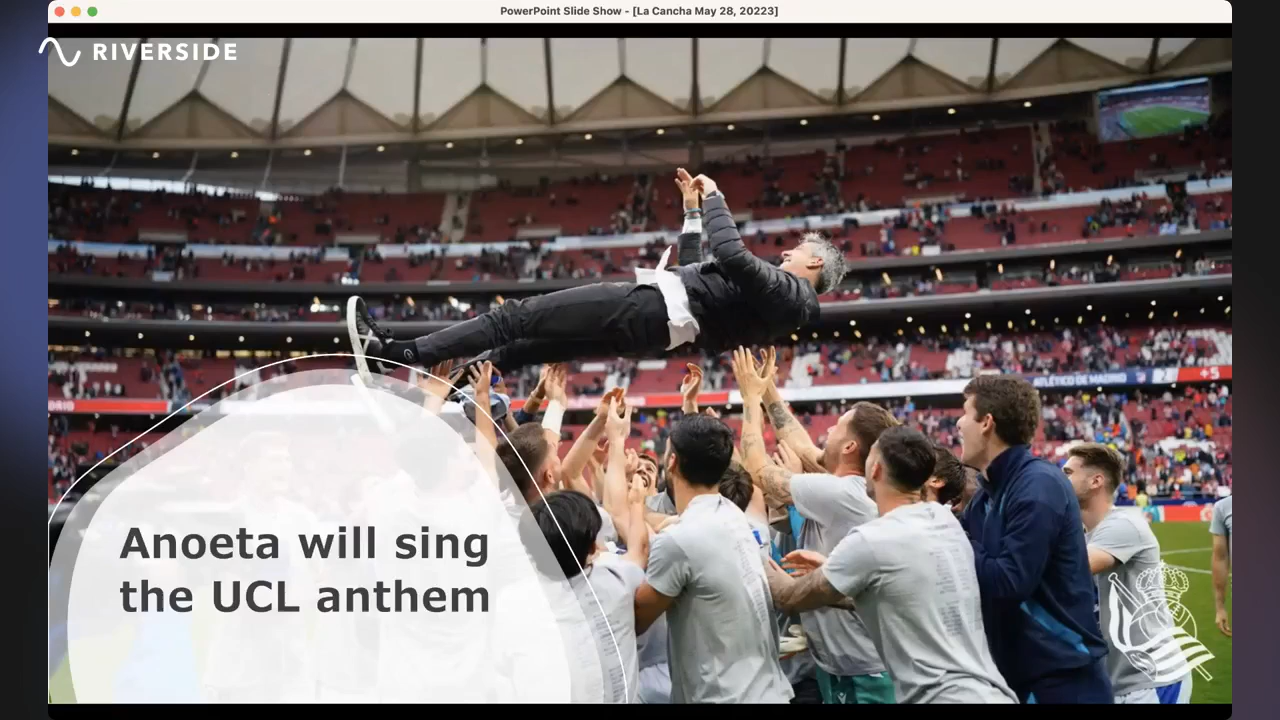 PowerPoint Slide Show - [La Cancha May 28, 20223]
RIVERSIDE
ATLÉTICO DE MADRID
+5
Anoeta will sing
the UCL anthem